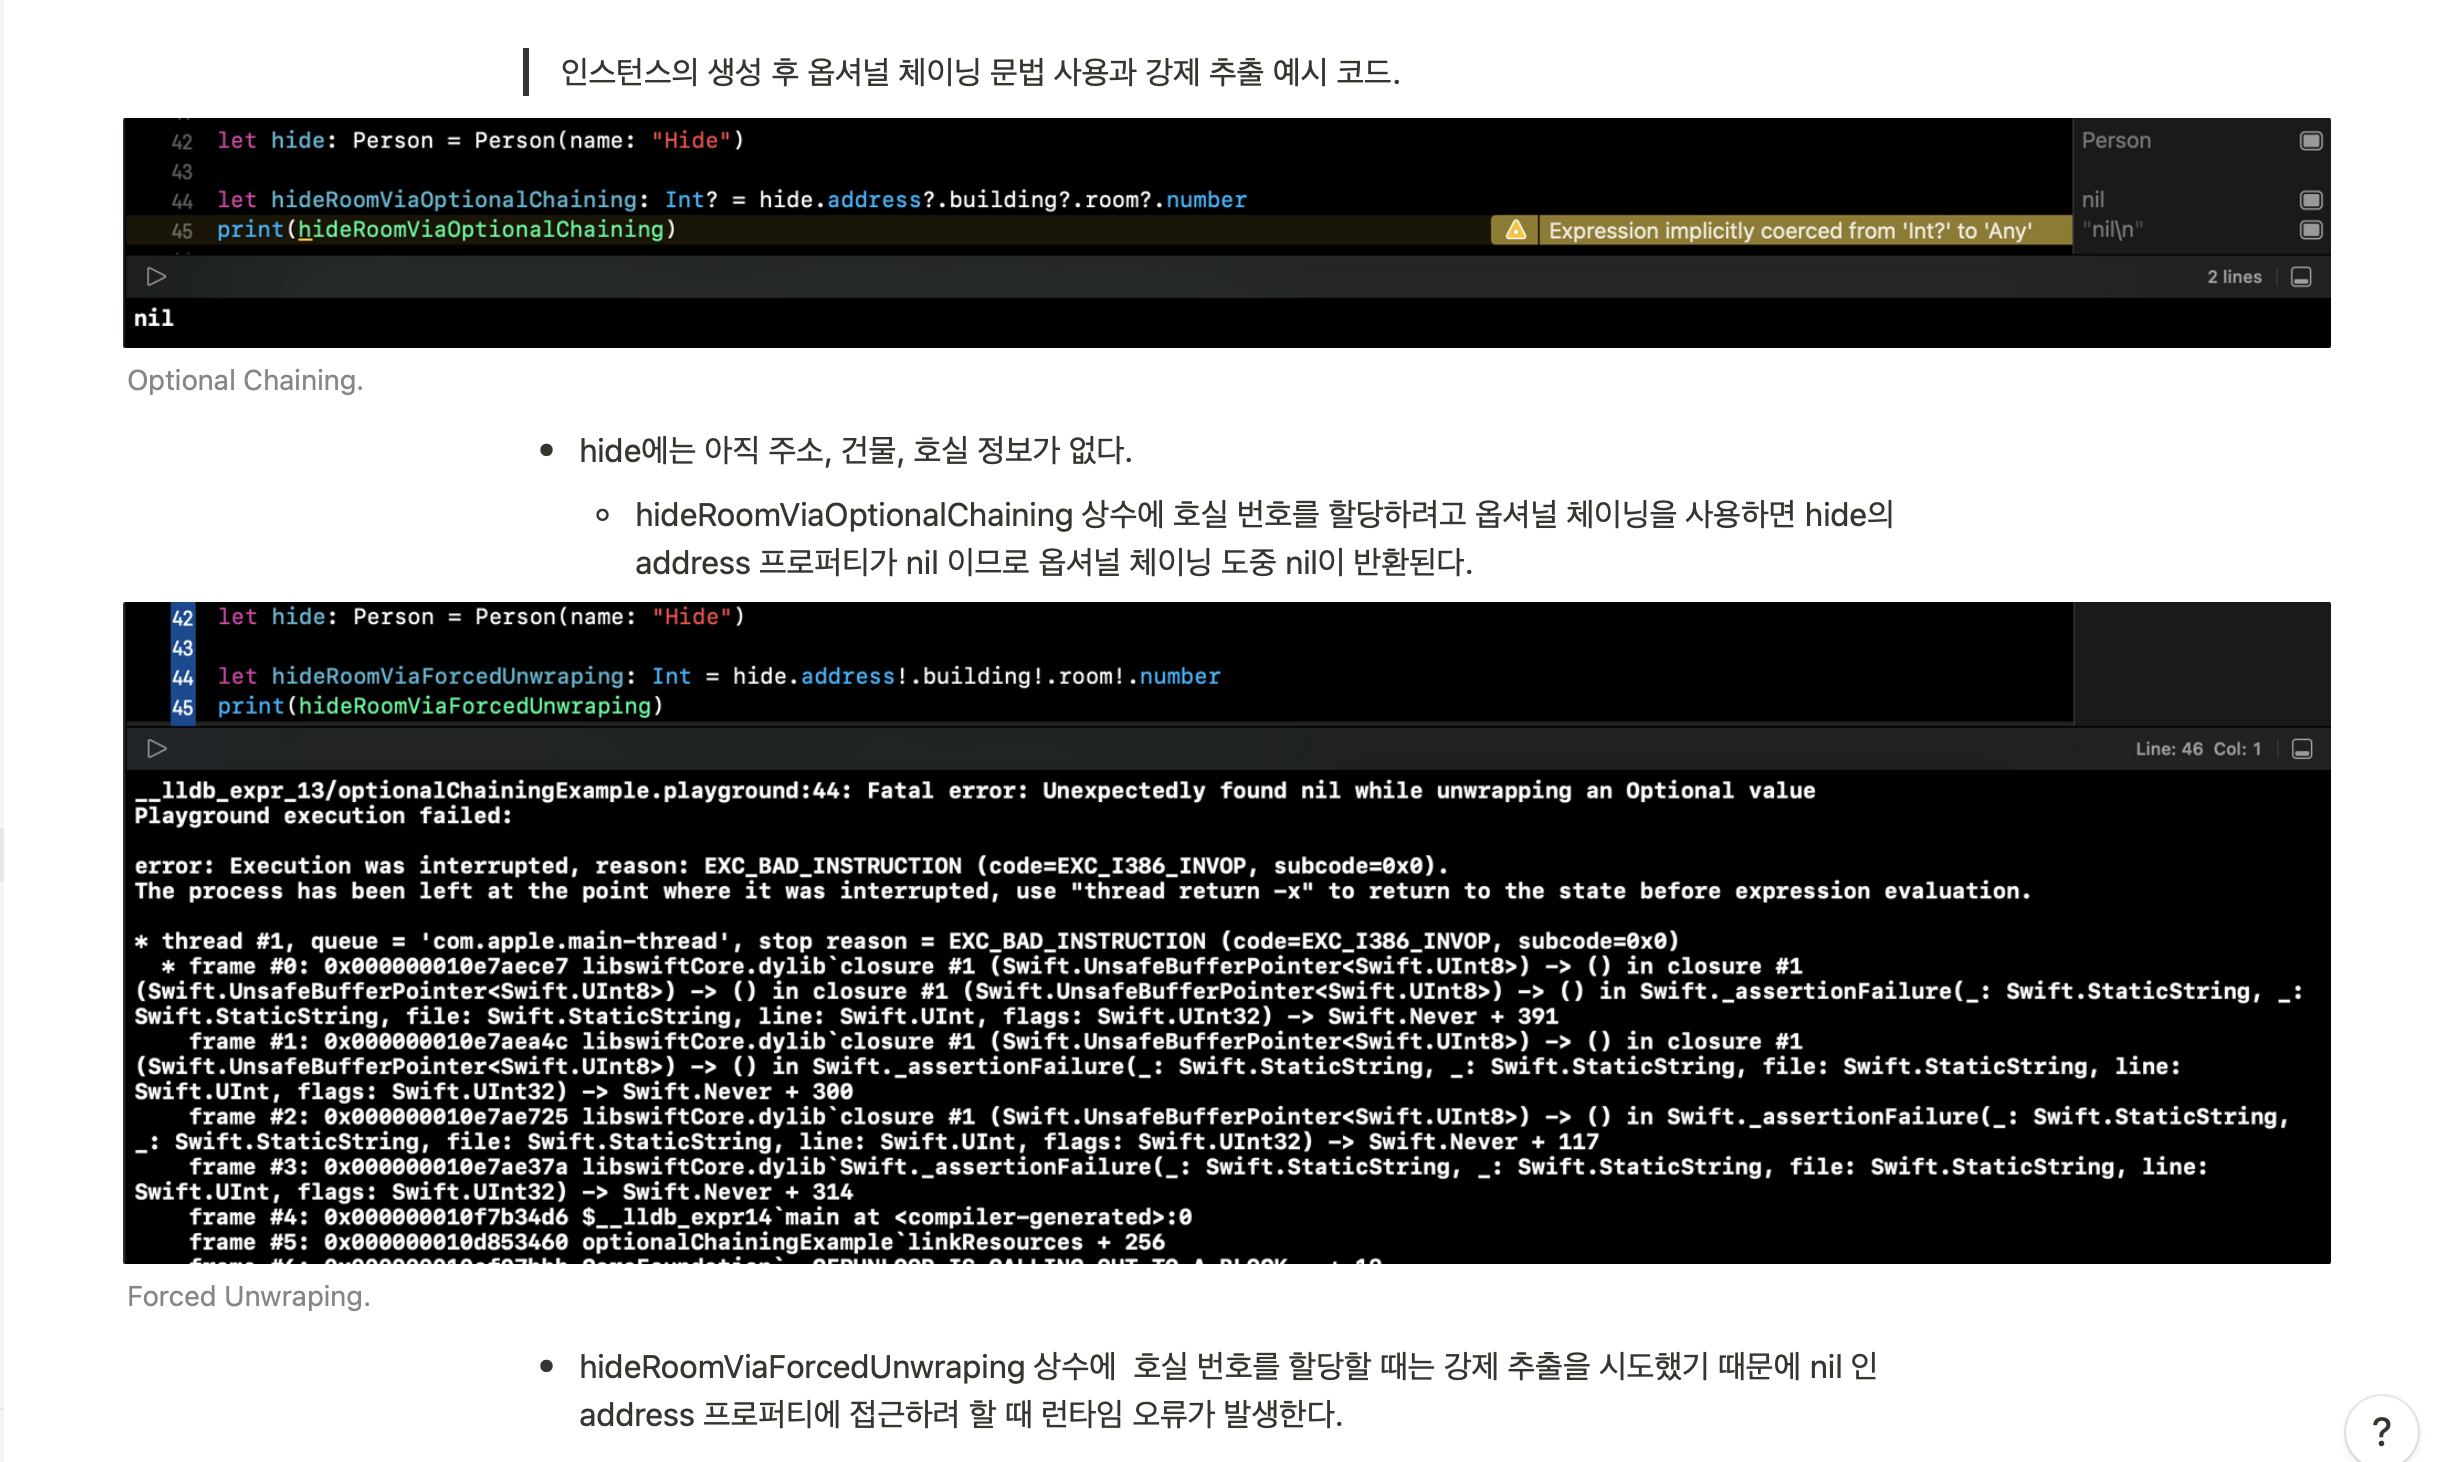 인스턴스의 생성 후 옵셔널 체이닝 문법 사용과 강제 추출 예시 코드.
42 let hide: Person = Person(name: "Hide") Person
43
44 let hideRoomViaOptionalChaining: Int? = hide.address?.building?.room?.number nil
45 print(hideRoomViaOptionalChaining) Expression implicitly coerced from 'Int?' to 'Any' "nil\n"
2 lines
nil
Optional Chaining.
• hide에는 아직 주소, 건물, 호실 정보가 없다.
◦ hideRoomViaOptionalChaining 상수에 호실 번호를 할당하려고 옵셔널 체이닝을 사용하면 hide의
address 프로퍼티가 nil 이므로 옵셔널 체이닝 도중 nil이 반환된다.
42 let hide: Person = Person(name: "Hide")
43
44 let hideRoomViaForcedUnwraping: Int = hide.address!.building!.room!.number
45 print(hideRoomViaForcedUnwraping)
Line: 46 Col: 1
__lldb_expr_13/optionalChainingExample.playground:44: Fatal error: Unexpectedly found nil while unwrapping an Optional value
Playground execution failed:
error: Execution was interrupted, reason: EXC_BAD_INSTRUCTION (code=EXC_I386_INVOP, subcode=0x0).
The process has been left at the point where it was interrupted, use "thread return -x" to return to the state before expression evaluation.
* thread #1, queue = 'com.apple.main-thread', stop reason = EXC_BAD_INSTRUCTION (code=EXC_I386_INVOP, subcode=0x0)
* frame #0: 0x000000010e7aece7 libswiftCore.dylib`closure #1 (Swift.UnsafeBufferPointer<Swift.UInt8>) -> () in closure #1
(Swift.UnsafeBufferPointer<Swift.UInt8>) -> () in closure #1 (Swift.UnsafeBufferPointer<Swift.UInt8>) -> () in Swift._assertionFailure(_: Swift.StaticString, _:
Swift.StaticString, file: Swift.StaticString, line: Swift.UInt, flags: Swift.UInt32) -> Swift.Never + 391
frame #1: 0x000000010e7aea4c libswiftCore.dylib`closure #1 (Swift.UnsafeBufferPointer<Swift.UInt8>) -> () in closure #1
(Swift.UnsafeBufferPointer<Swift.UInt8>) -> () in Swift._assertionFailure(_: Swift.StaticString, _: Swift.StaticString, file: Swift.StaticString, line:
Swift.UInt, flags: Swift.UInt32) -> Swift.Never + 300
frame #2: 0x000000010e7ae725 libswiftCore.dylib`closure #1 (Swift.UnsafeBufferPointer<Swift.UInt8>) -> () in Swift._assertionFailure(_: Swift.StaticString,
_: Swift.StaticString, file: Swift.StaticString, line: Swift.UInt, flags: Swift.UInt32) -> Swift.Never + 117
frame #3: 0x000000010e7ae37a libswiftCore.dylib`Swift._assertionFailure(_: Swift.StaticString, _: Swift.StaticString, file: Swift.StaticString, line:
Swift.UInt, flags: Swift.UInt32) -> Swift.Never + 314
frame #4: 0x000000010f7b34d6 $__lldb_expr14`main at <compiler-generated>:0
frame #5: 0x000000010d853460 optionalChainingExample`linkResources + 256
Forced Unwraping.
• hideRoomViaForcedUnwraping 상수에 호실 번호를 할당할 때는 강제 추출을 시도했기 때문에 nil 인
address 프로퍼티에 접근하려 할 때 런타임 오류가 발생한다.
?